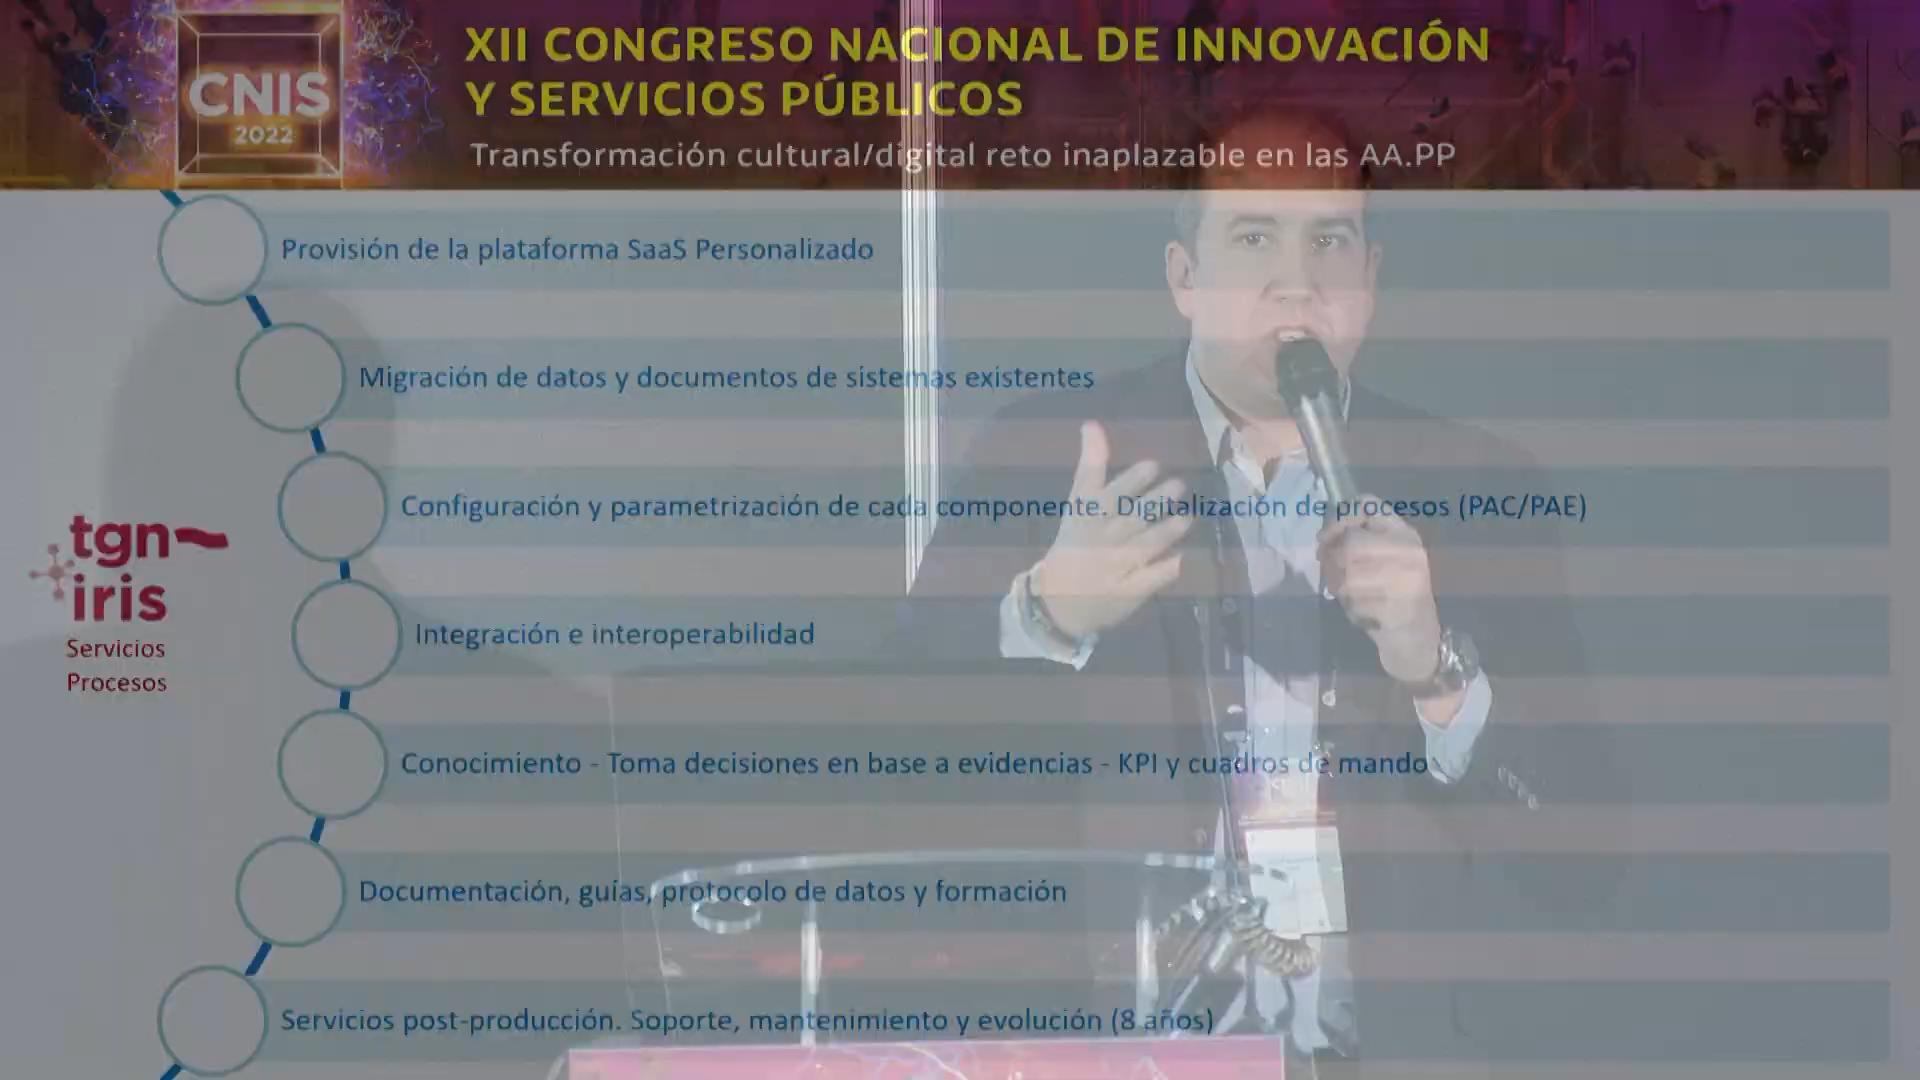 CNIS
2022
XII CONGRESO NACIONAL DE INNOVACIÓN
Y SERVICIOS PÚBLICOS
Transformación cultural/digital reto inaplazable en las AA.PP
Provisión de la plataforma SaaS Personalizado
Migración de datos y documentos de sistemas existentes
Configuración y parametrización de cada componente. Digitalización de procesos (PAC/PAE)
tgn
iris
Servicios
Procesos
Integración e interoperabilidad
Conocimiento - Toma decisiones en base a evidencias - KPI y cuadros de mando
Documentación, guías, protocolo de datos y formación
Servicios post-producción. Soporte, mantenimiento y evolución (8 años)